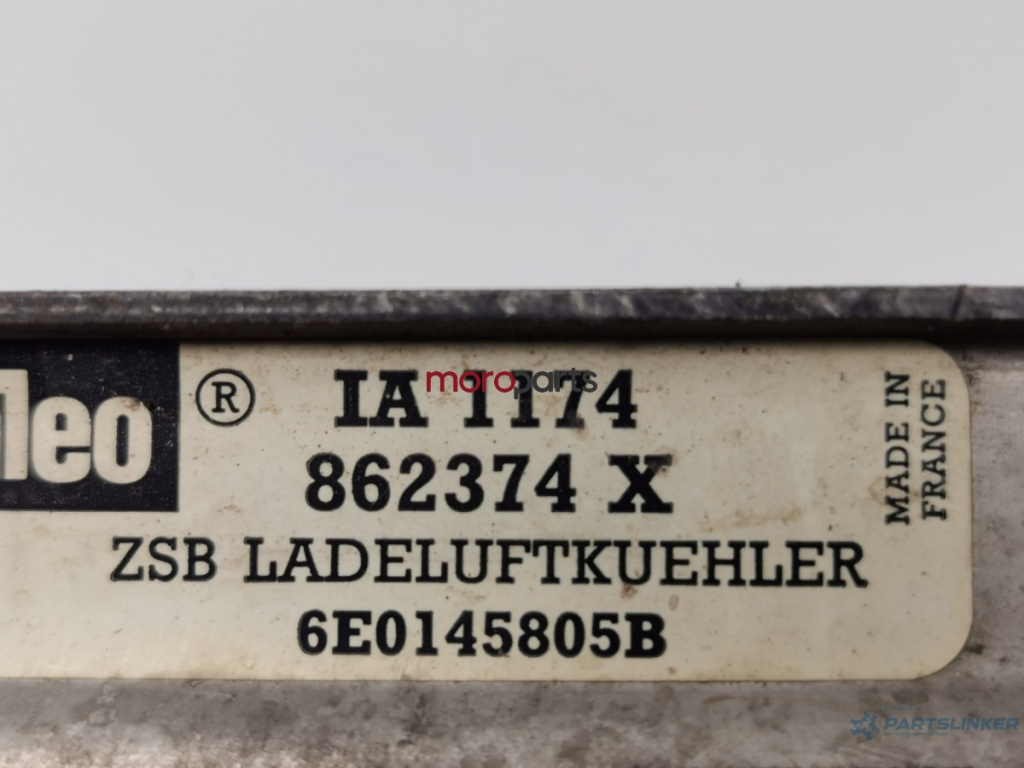 leo ® IA 1174
moroparts
862374 X
ZSB LADELUFTKUEHLER
6E0145805B
MADE IN
FRANCE
PARTSLINKER